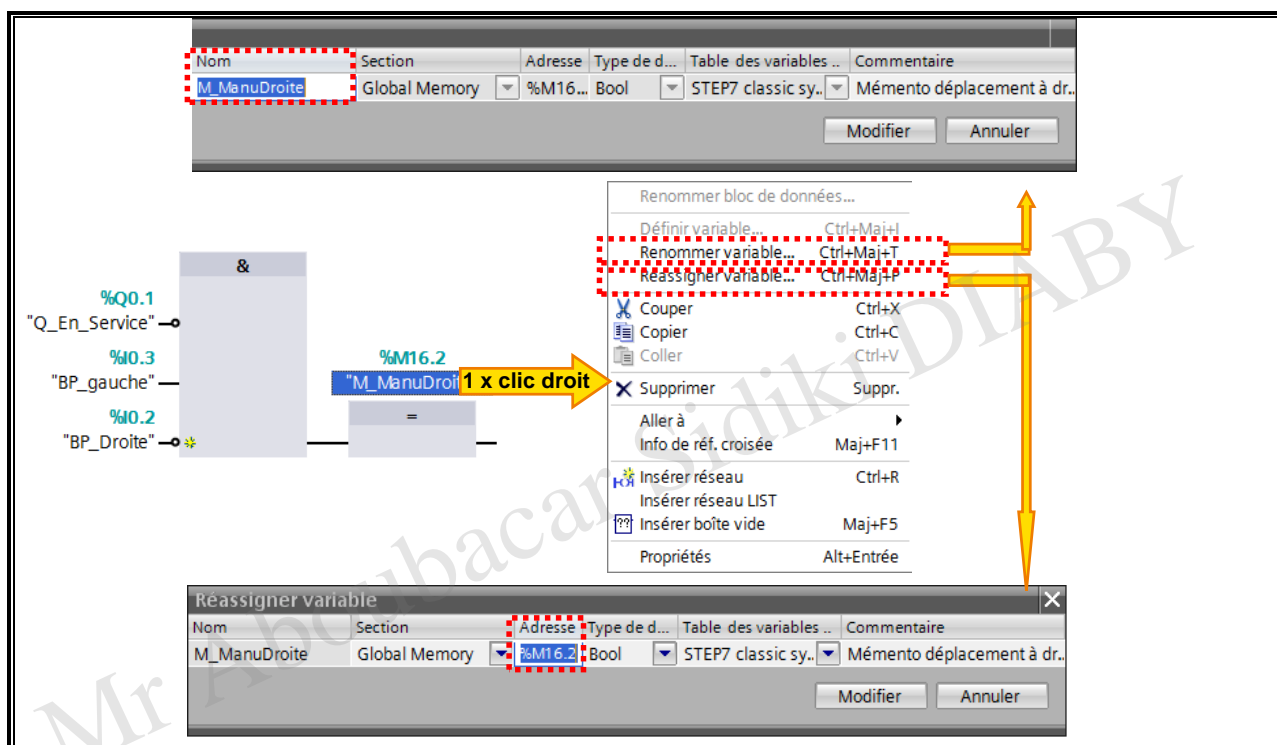 Nom Section Adresse Type de d... Table des variables .. Commentaire
M_ManuDroite Global Memory %M16... Bool STEP7 classic sy.. Mémento déplacement à dr..
Modifier Annuler
Renommer bloc de données...
Définir variable... Ctrl+Maj+I
Renommer variable... Ctrl+Maj+T
Réassigner variable... Ctrl+Maj+P
Couper Ctrl+X
Copier Ctrl+C
Coller Ctrl+V
Supprimer Suppr.
Aller à
Info de réf. croisée Maj+F11
Insérer réseau Ctrl+R
Insérer réseau LIST
Insérer boîte vide Maj+F5
Propriétés Alt+Entrée
&
%Q0.1
"Q_En_Service"
%I0.3
"BP_gauche"
%I0.2
"BP_Droite"
%M16.2
"M_ManuDroit
=
1 x clic droit
Réassigner variable
Nom Section Adresse Type de d... Table des variables .. Commentaire
M_ManuDroite Global Memory %M16.2 Bool STEP7 classic sy.. Mémento déplacement à dr..
Modifier Annuler
Mr Aboubacar Sidiki DIABY